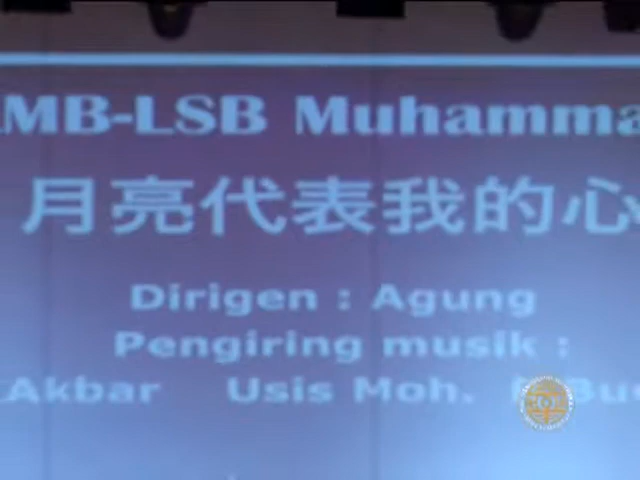 MB-LSB Muhamma
月亮代表我的心
Dirigen : Agung
Pengiring musik :
Akbar Usis Moh.